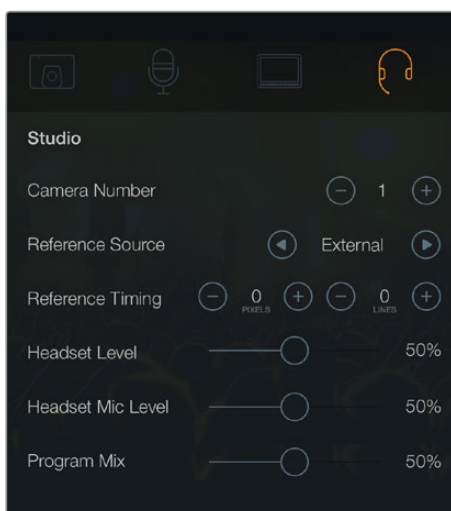 Studio
Camera Number 1
Reference Source External
Reference Timing 0 PIXELS 0 LINES
Headset Level 50%
Headset Mic Level 50%
Program Mix 50%